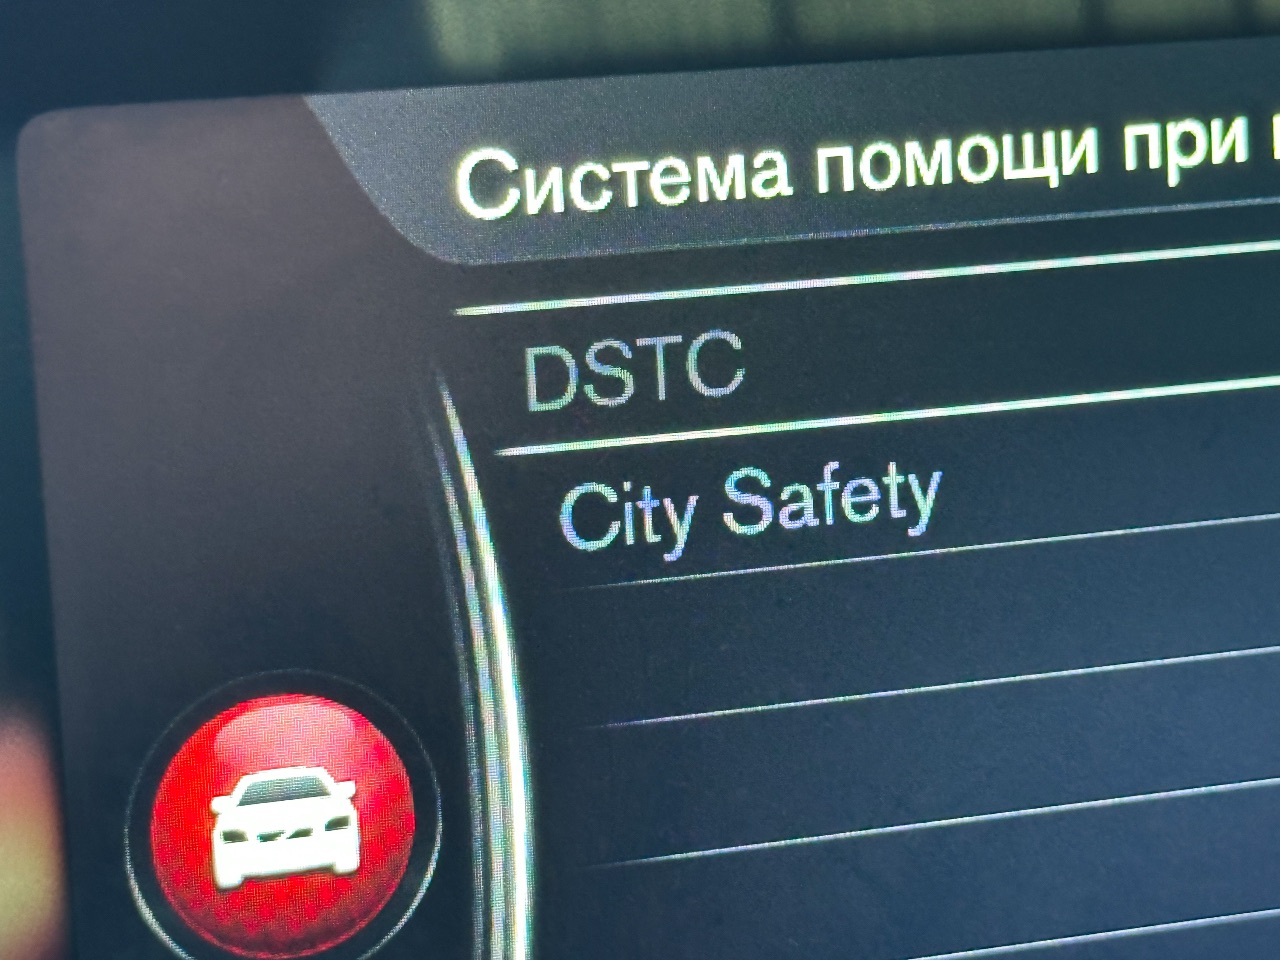 Система помощи при
DSTC
City Safety